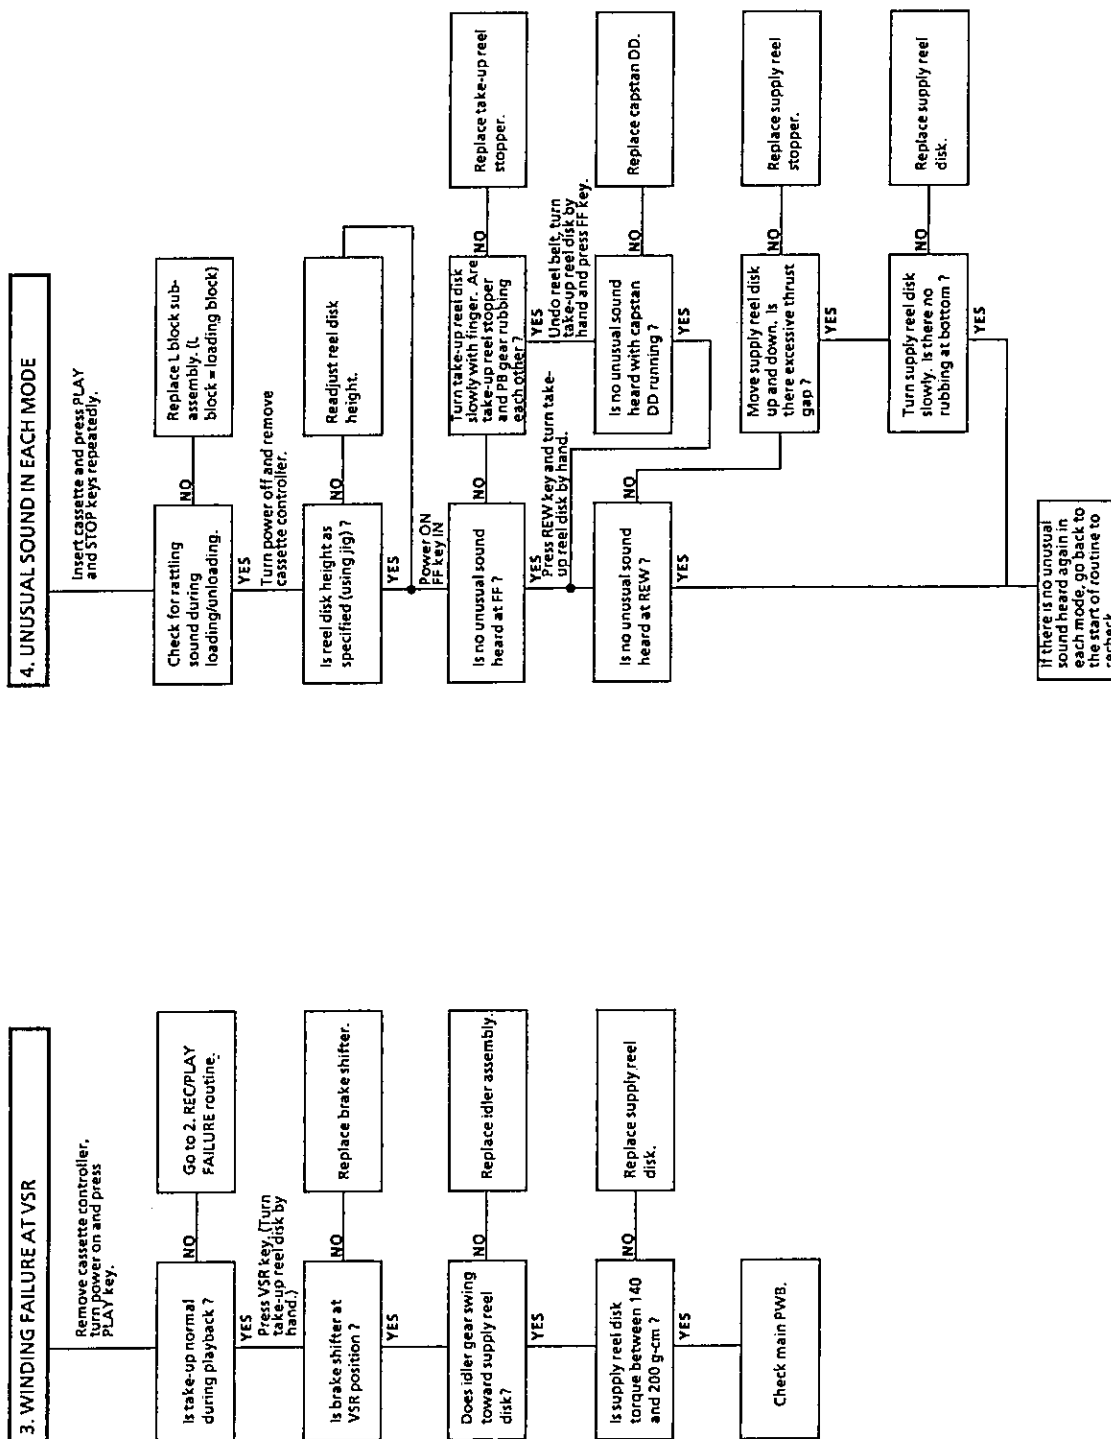 4. UNUSUAL SOUND IN EACH MODE
Insert cassette and press PLAY
and STOP keys repeatedly.
Check for rattling
sound during
loading/unloading.
NO
Replace L block sub-
assembly. (L
block = loading block)
YES
Turn power off and remove
cassette controller.
Is reel disk height as
specified (using jig) ?
NO
Readjust reel disk
height.
YES
Power ON
FF key IN
Is no unusual sound
heard at FF ?
NO
Turn take-up reel disk
slowly with finger. Are
take-up reel stopper
and PB gear rubbing
each other ?
NO
Replace take-up reel
stopper.
YES
Press REW key and turn take-
up reel disk by hand.
YES
Undo reel belt, turn
take-up reel disk by
hand and press FF key.
Is no unusual sound
heard with capstan
DD running ?
NO
Replace capstan DD.
YES
Is no unusual sound
heard at REW ?
NO
Move supply reel disk
up and down. Is
there excessive thrust
gap ?
NO
Replace supply reel
stopper.
YES
YES
Turn supply reel disk
slowly. Is there no
rubbing at bottom ?
NO
Replace supply reel
disk.
YES
If there is no unusual
sound heard again in
each mode, go back to
the start of routine to
recheck
3. WINDING FAILURE AT VSR
Remove cassette controller,
turn power on and press
PLAY key.
Is take-up normal
during playback ?
NO
Go to 2. REC/PLAY
FAILURE routine.
YES
Press VSR key. (Turn
take-up reel disk by
hand.)
Is brake shifter at
VSR position ?
NO
Replace brake shifter.
YES
Does idler gear swing
toward supply reel
disk?
NO
Replace idler assembly.
YES
Is supply reel disk
torque between 140
and 200 g-cm ?
NO
Replace supply reel
disk.
YES
Check main PWB.